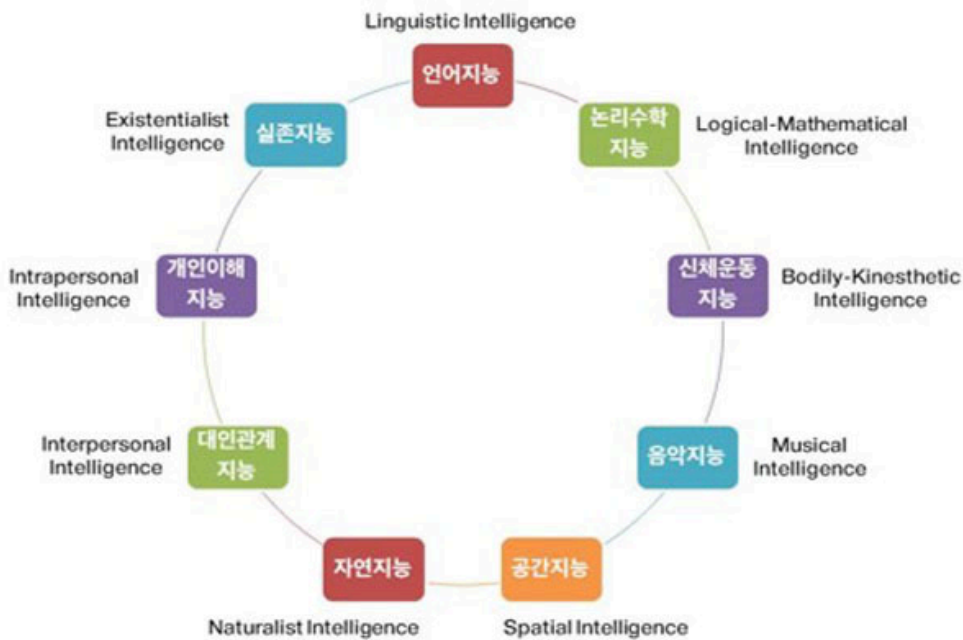 Linguistic Intelligence
언어지능
논리수학
지능
Logical-Mathematical
Intelligence
신체운동
지능
Bodily-Kinesthetic
Intelligence
음악지능
Musical
Intelligence
공간지능
Spatial Intelligence
자연지능
Naturalist Intelligence
대인관계
지능
Interpersonal
Intelligence
개인이해
지능
Intrapersonal
Intelligence
실존지능
Existentialist
Intelligence